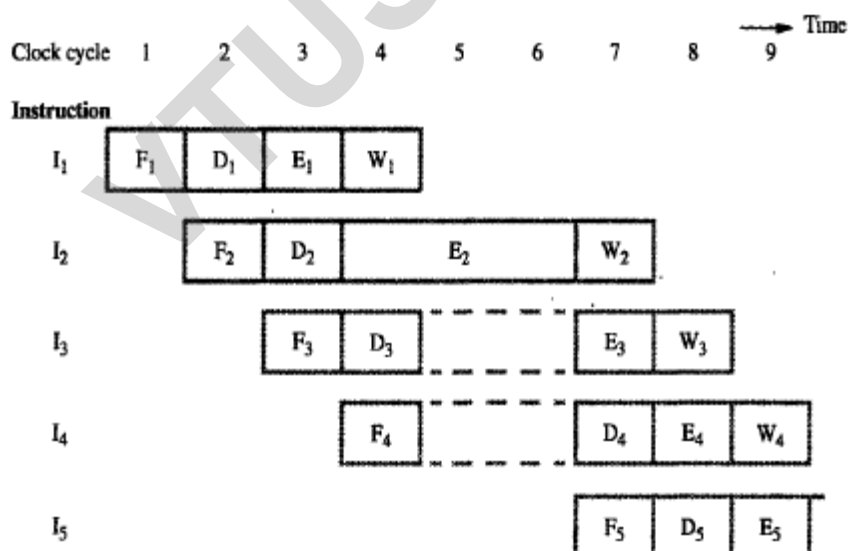 Time
Clock cycle 1 2 3 4 5 6 7 8 9
Instruction
I₁ F₁ D₁ E₁ W₁
I₂ F₂ D₂ E₂ W₂
I₃ F₃ D₃ E₃ W₃
I₄ F₄ D₄ E₄ W₄
I₅ F₅ D₅ E₅
VTUS